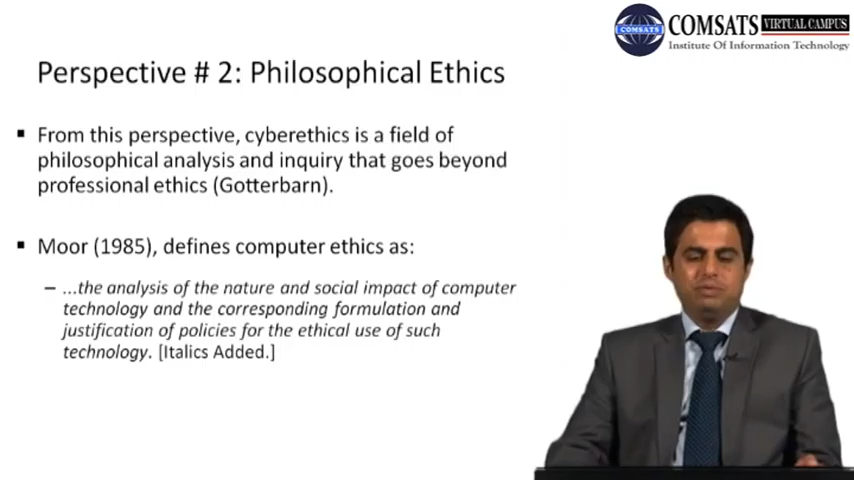 COMSATS VIRTUAL CAMPUS
Institute Of Information Technology
COMSATS
Perspective # 2: Philosophical Ethics
▪ From this perspective, cyberethics is a field of
philosophical analysis and inquiry that goes beyond
professional ethics (Gotterbarn).
▪ Moor (1985), defines computer ethics as:
– ...the analysis of the nature and social impact of computer
technology and the corresponding formulation and
justification of policies for the ethical use of such
technology. [Italics Added.]